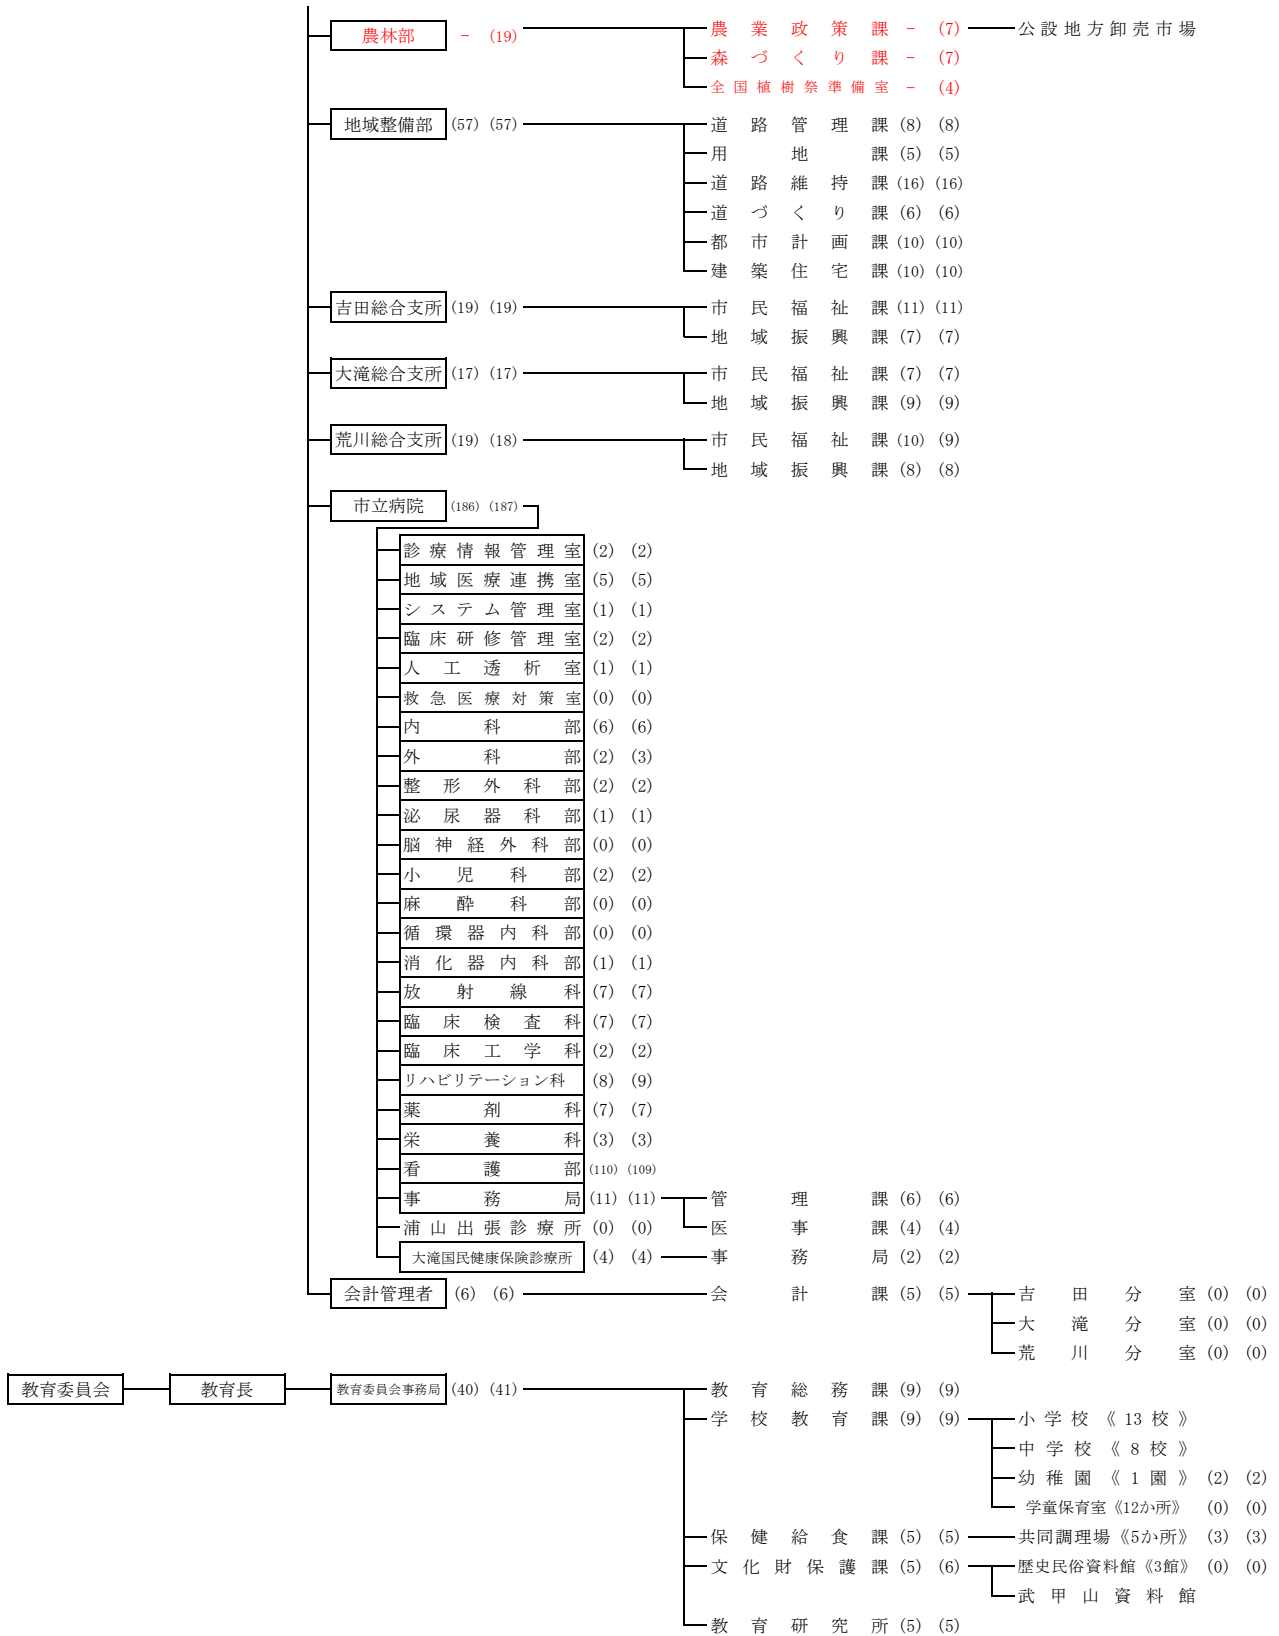 農林部 － (19) 農業政策課 － (7) 公設地方卸売市場
森づくり課 － (7)
全国植樹祭準備室 － (4)
地域整備部 (57) (57) 道路管理課 (8) (8)
用地課 (5) (5)
道路維持課 (16) (16)
道づくり課 (6) (6)
都市計画課 (10) (10)
建築住宅課 (10) (10)
吉田総合支所 (19) (19) 市民福祉課 (11) (11)
地域振興課 (7) (7)
大滝総合支所 (17) (17) 市民福祉課 (7) (7)
地域振興課 (9) (9)
荒川総合支所 (19) (18) 市民福祉課 (10) (9)
地域振興課 (8) (8)
市立病院 (186) (187)
診療情報管理室 (2) (2)
地域医療連携室 (5) (5)
システム管理室 (1) (1)
臨床研修管理室 (2) (2)
人工透析室 (1) (1)
救急医療対策室 (0) (0)
内科部 (6) (6)
外科部 (2) (3)
整形外科部 (2) (2)
泌尿器科部 (1) (1)
脳神経外科部 (0) (0)
小児科部 (2) (2)
麻酔科部 (0) (0)
循環器内科部 (0) (0)
消化器内科部 (1) (1)
放射線科 (7) (7)
臨床検査科 (7) (7)
臨床工学科 (2) (2)
リハビリテーション科 (8) (9)
薬剤科 (7) (7)
栄養科 (3) (3)
看護部 (110) (109)
事務局 (11) (11) 管理課 (6) (6)
浦山出張診療所 (0) (0) 医事課 (4) (4)
大滝国民健康保険診療所 (4) (4) 事務局 (2) (2)
会計管理者 (6) (6) 会計課 (5) (5) 吉田分室 (0) (0)
大滝分室 (0) (0)
荒川分室 (0) (0)
教育委員会 教育長 教育委員会事務局 (40) (41) 教育総務課 (9) (9)
学校教育課 (9) (9) 小学校《13校》
中学校《8校》
幼稚園《1園》 (2) (2)
学童保育室《12か所》 (0) (0)
保健給食課 (5) (5) 共同調理場《5か所》 (3) (3)
文化財保護課 (5) (6) 歴史民俗資料館《3館》 (0) (0)
武甲山資料館
教育研究所 (5) (5)